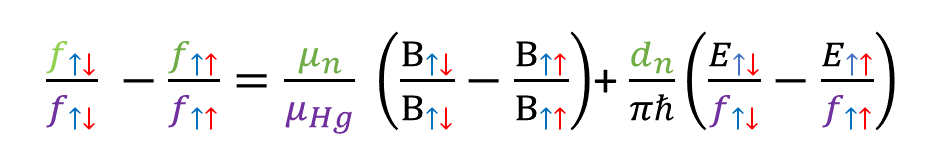 f↑↓/f↑↓ − f↑↑/f↑↑ = μn/μHg (B↑↓/B↑↓ − B↑↑/B↑↑) + dn/πħ (E↑↓/f↑↓ − E↑↑/f↑↑)